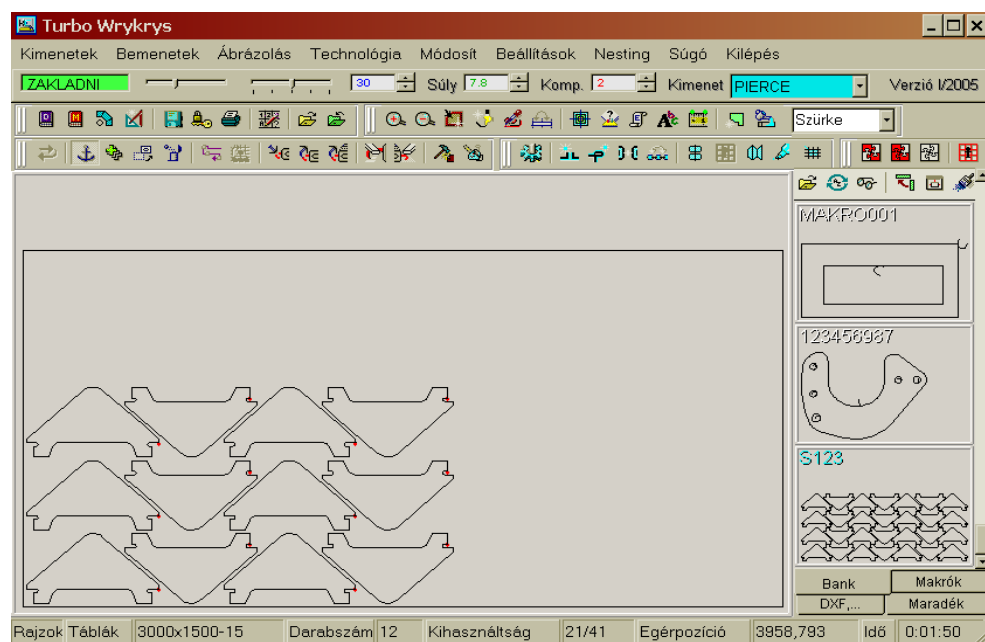 Turbo Wrykrys
Kimenetek Bemenetek Ábrázolás Technológia Módosít Beállítások Nesting Súgó Kilépés
ZAKLADNI 30 Súly 7.8 Komp. 2 Kimenet PIERCE Verzió I/2005
Szürke
MAKRO001
123456987
S123
Bank Makrók
DXF,... Maradék
Rajzok Táblák 3000x1500-15 Darabszám 12 Kihasználtság 21/41 Egérpozíció 3958,793 Idő 0:01:50